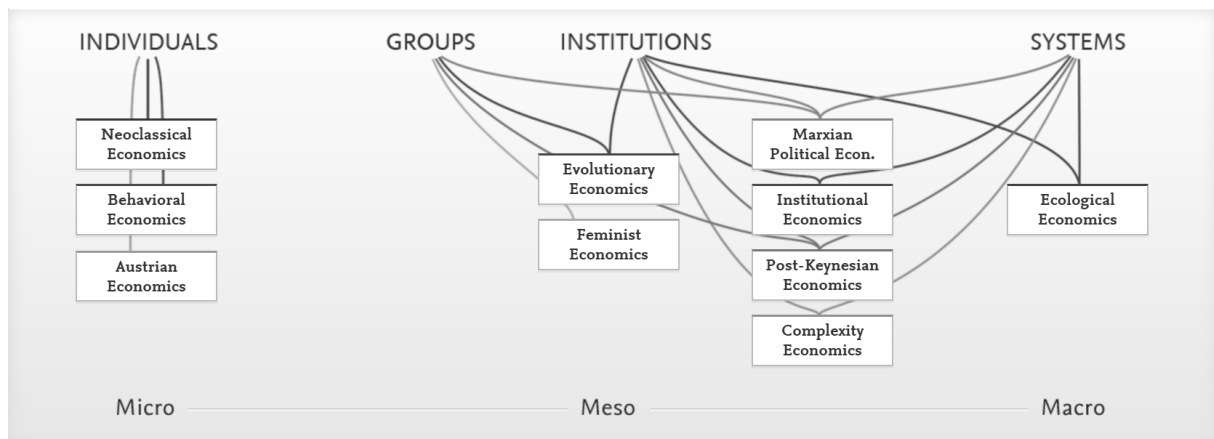 INDIVIDUALS
GROUPS
INSTITUTIONS
SYSTEMS
Neoclassical
Economics
Behavioral
Economics
Austrian
Economics
Evolutionary
Economics
Feminist
Economics
Marxian
Political Econ.
Institutional
Economics
Post-Keynesian
Economics
Complexity
Economics
Ecological
Economics
Micro
Meso
Macro